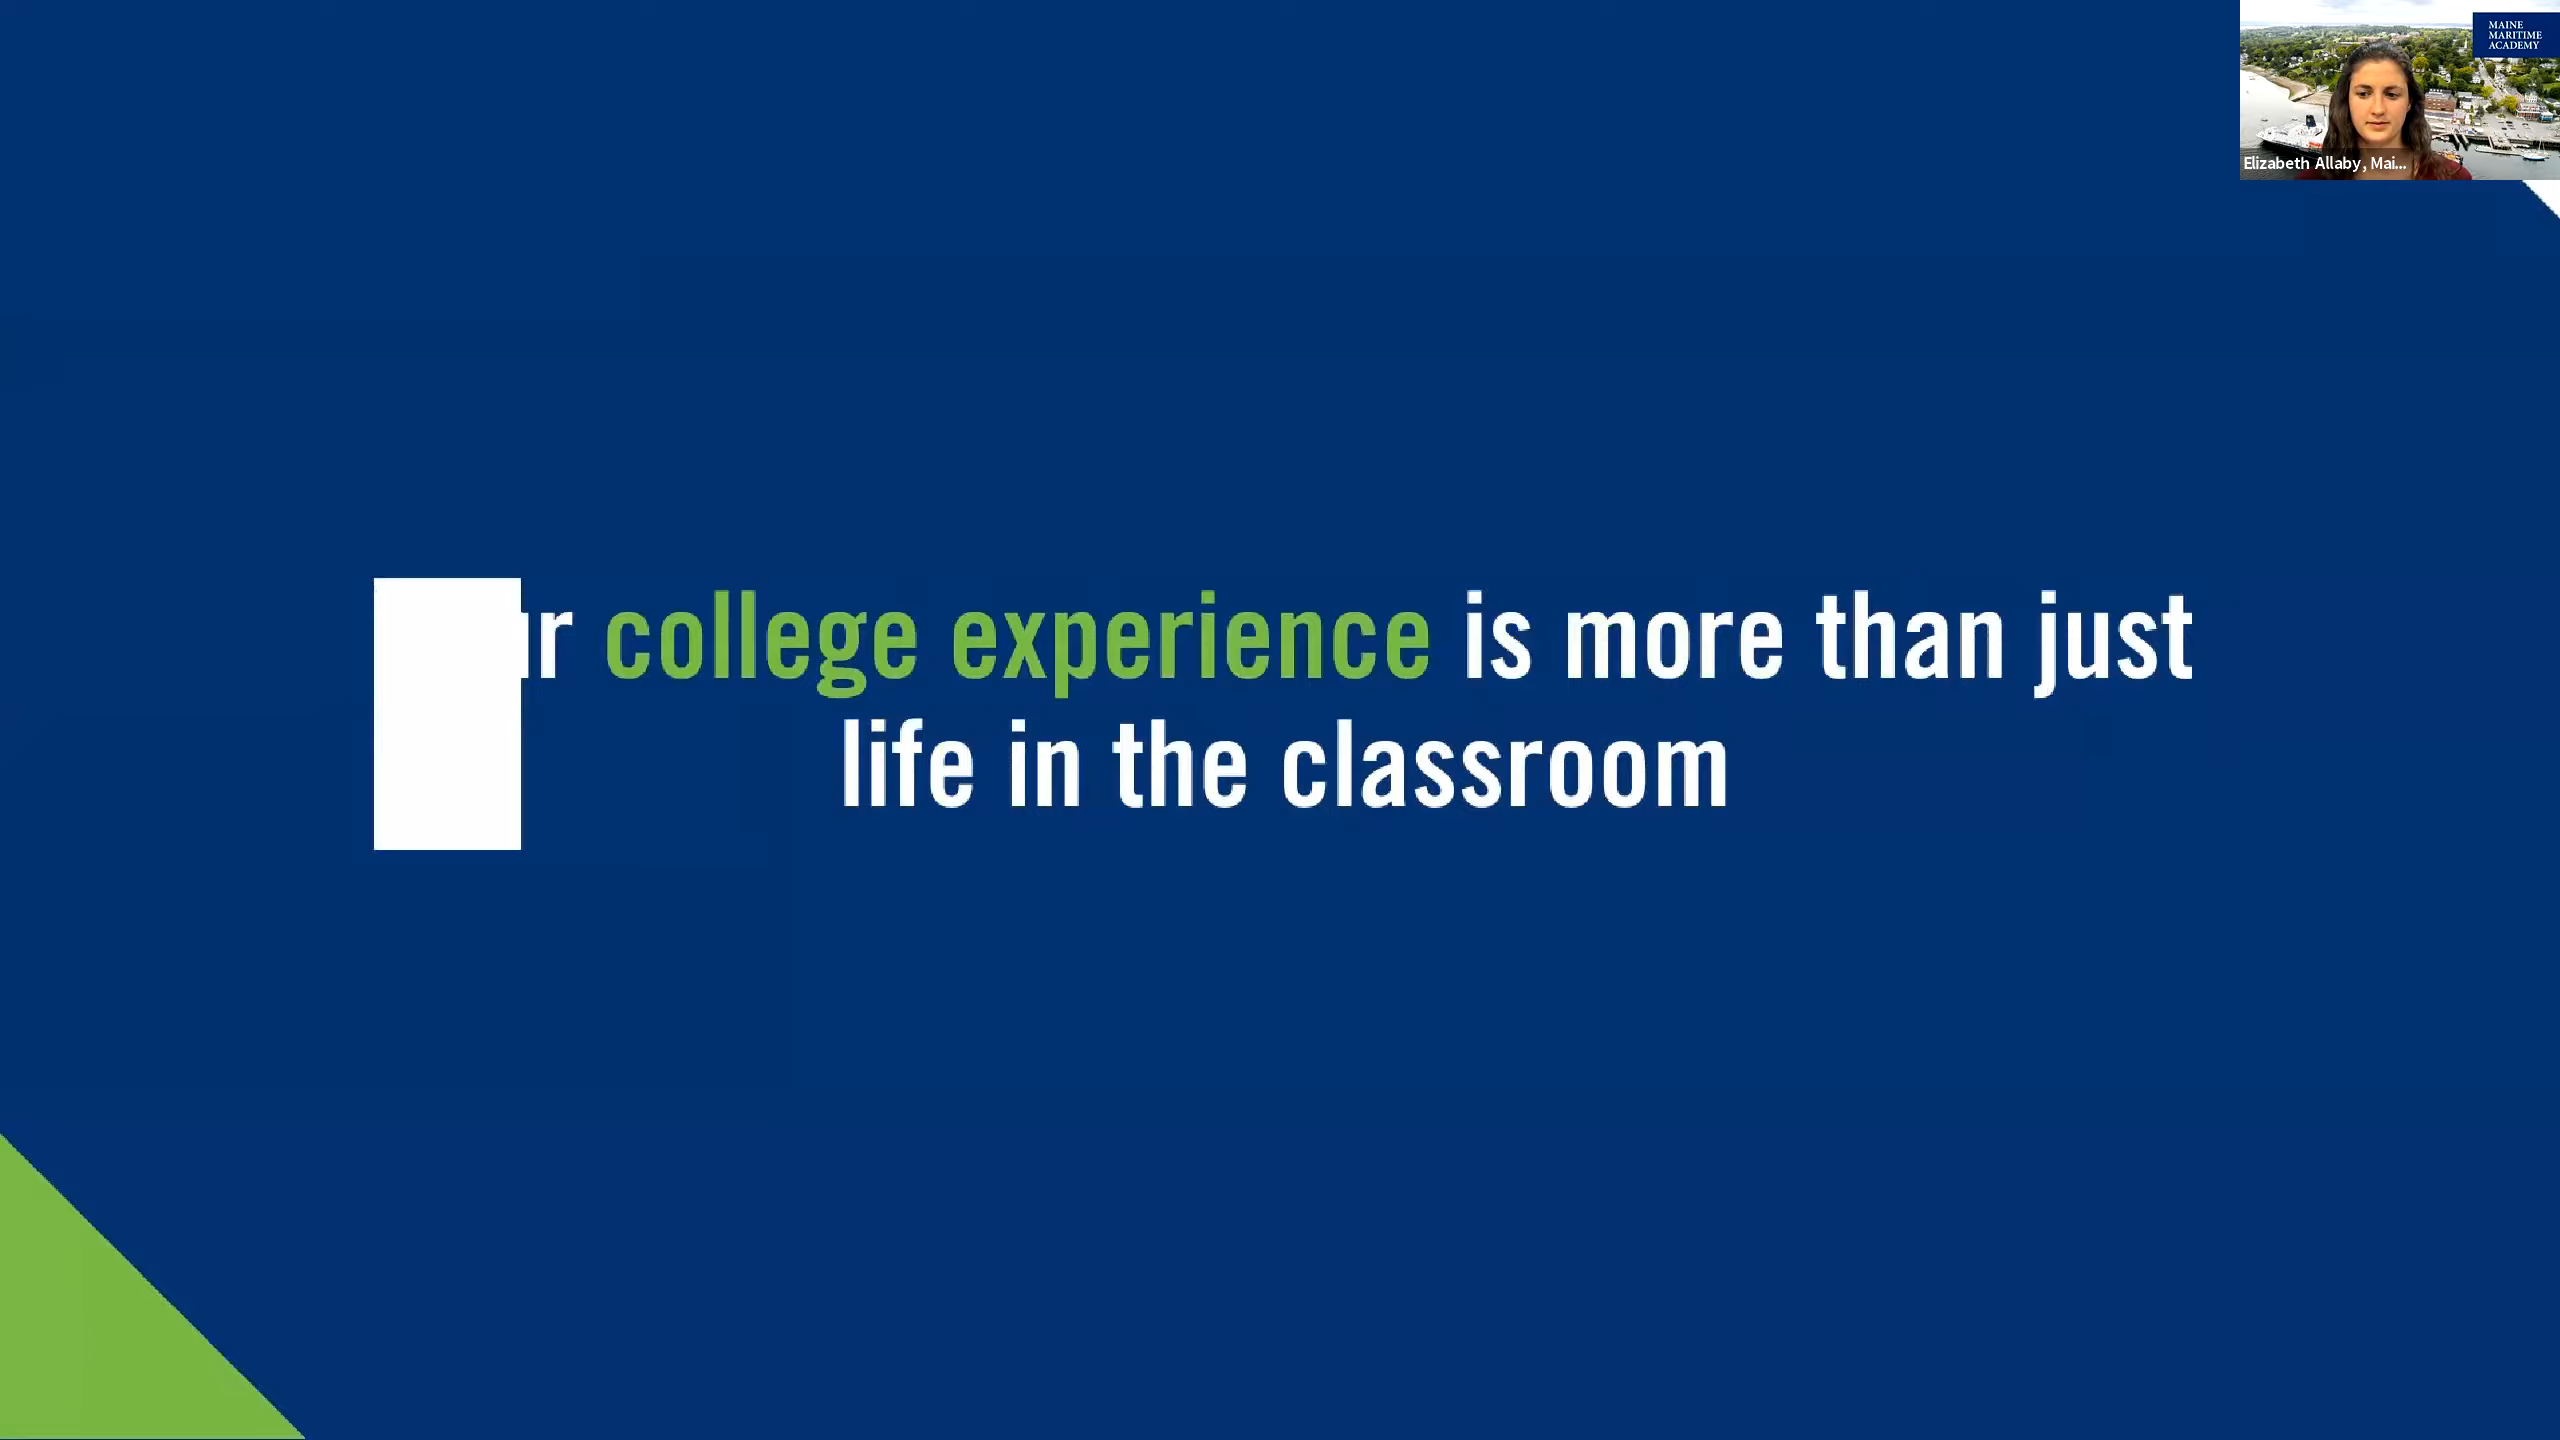 MAINE
MARITIME
ACADEMY
Elizabeth Allaby, Mai...
college experience is more than just
life in the classroom